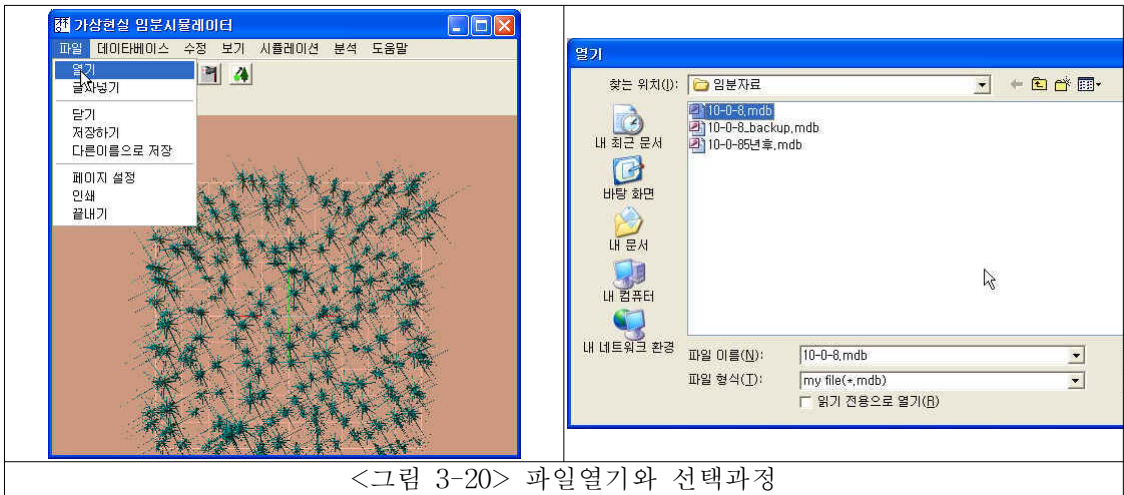 가상현실 임분시뮬레이터
파일 데이타베이스 수정 보기 시뮬레이션 분석 도움말
열기
글자넣기
닫기
저장하기
다른이름으로 저장
페이지 설정
인쇄
끝내기
열기
찾는 위치(I):
임분자료
10-0-8.mdb
10-0-8_backup.mdb
10-0-85년후.mdb
내 최근 문서
바탕 화면
내 문서
내 컴퓨터
내 네트워크 환경
파일 이름(N): 10-0-8.mdb
파일 형식(T): my file(*.mdb)
읽기 전용으로 열기(R)
<그림 3-20> 파일열기와 선택과정